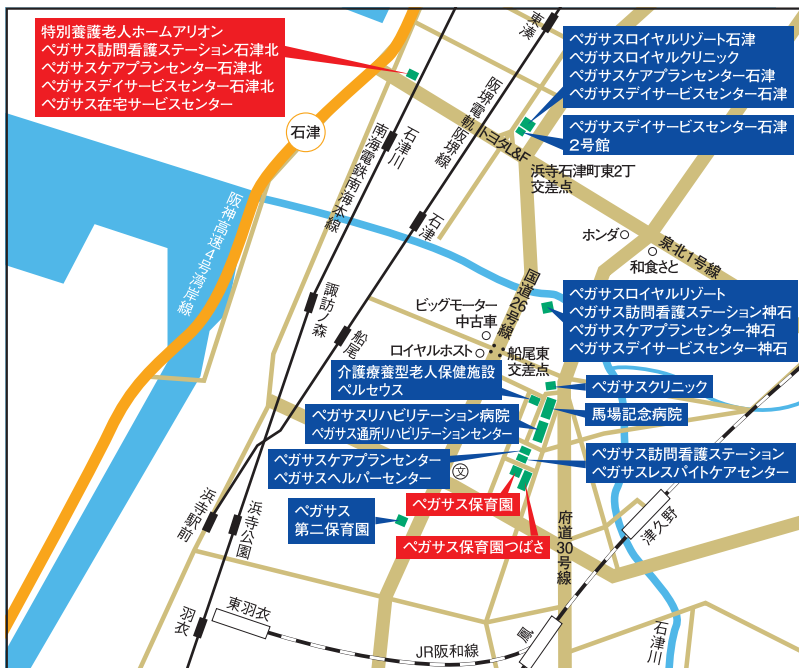 特別養護老人ホームアリオン
ペガサス訪問看護ステーション石津北
ペガサスケアプランセンター石津北
ペガサスデイサービスセンター石津北
ペガサス在宅サービスセンター
東湊
ペガサスロイヤルリゾート石津
ペガサスロイヤルクリニック
ペガサスケアプランセンター石津
ペガサスデイサービスセンター石津
ペガサスデイサービスセンター石津
2号館
石津
阪堺電軌阪堺線
石津川
南海電鉄南海本線
トヨタL&F
浜寺石津町東2丁
交差点
阪神高速4号湾岸線
石津
ホンダ
泉北1号線
和食さと
国道26号線
諏訪ノ森
船尾
ビッグモーター
中古車
ロイヤルホスト
船尾東
交差点
ペガサスロイヤルリゾート
ペガサス訪問看護ステーション神石
ペガサスケアプランセンター神石
ペガサスデイサービスセンター神石
介護療養型老人保健施設
ペルセウス
ペガサスクリニック
馬場記念病院
ペガサスリハビリテーション病院
ペガサス通所リハビリテーションセンター
ペガサスケアプランセンター
ペガサスヘルパーセンター
文
ペガサス訪問看護ステーション
ペガサスレスパイトケアセンター
ペガサス保育園
ペガサス
第二保育園
ペガサス保育園つばさ
浜寺駅前
浜寺公園
府道30号線
津久野
羽衣
東羽衣
JR阪和線
鳳
石津川